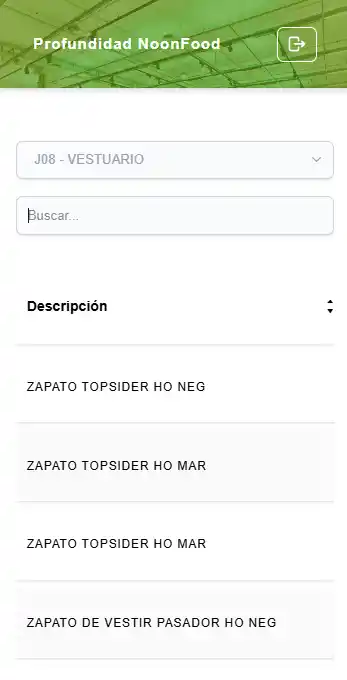 Profundidad NoonFood
J08 - VESTUARIO
Buscar...
Descripción
ZAPATO TOPSIDER HO NEG
ZAPATO TOPSIDER HO MAR
ZAPATO TOPSIDER HO MAR
ZAPATO DE VESTIR PASADOR HO NEG